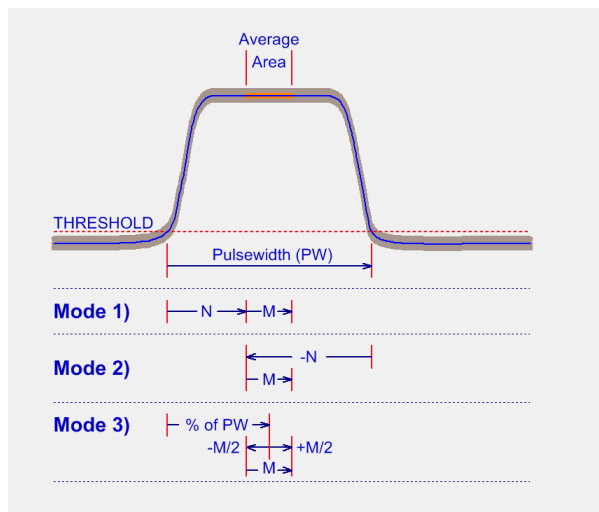 Average
Area
THRESHOLD
Pulsewidth (PW)
Mode 1)
N
M
Mode 2)
-N
M
Mode 3)
% of PW
-M/2
+M/2
M